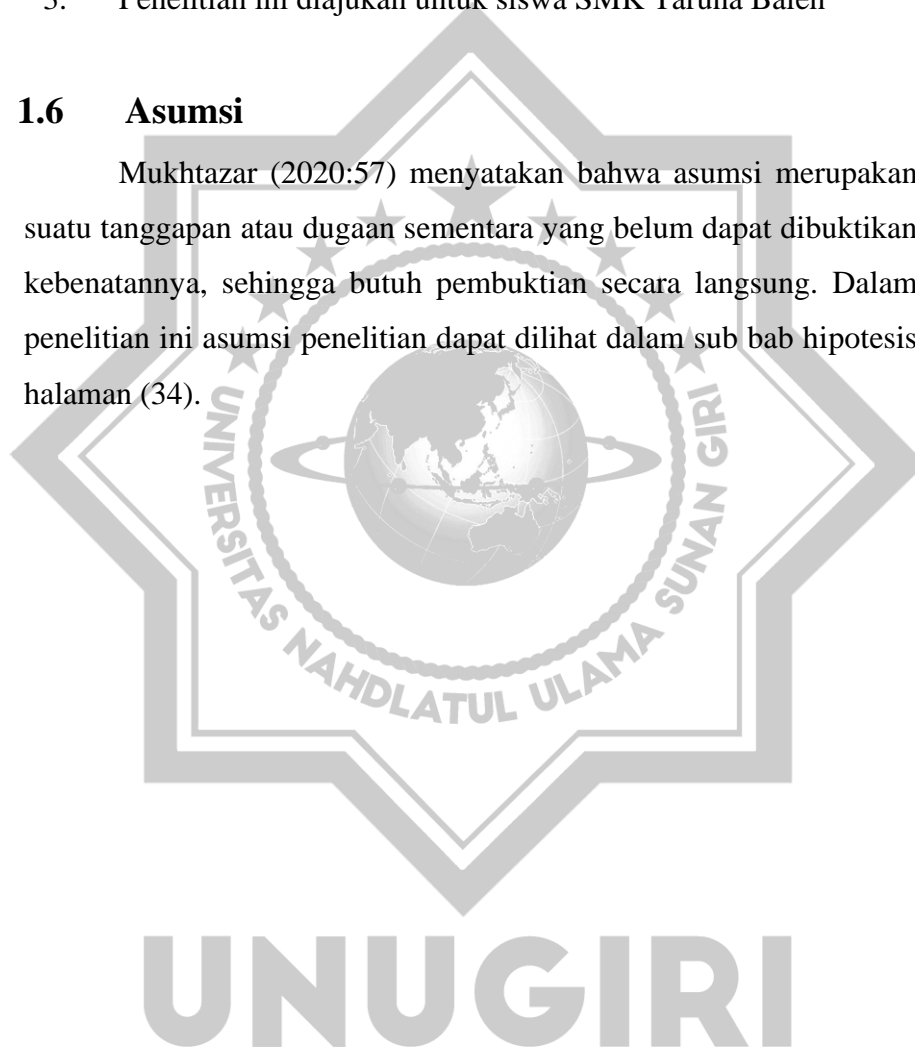 Penelitian ini diajukan untuk siswa SMK Taruna Balen
1.6 Asumsi
Mukhtazar (2020:57) menyatakan bahwa asumsi merupakan
suatu tanggapan atau dugaan sementara yang belum dapat dibuktikan
kebenatannya, sehingga butuh pembuktian secara langsung. Dalam
penelitian ini asumsi penelitian dapat dilihat dalam sub bab hipotesis
halaman (34).
UNIVERSITAS NAHDLATUL ULAMA SUNAN GIRI
UNUGIRI